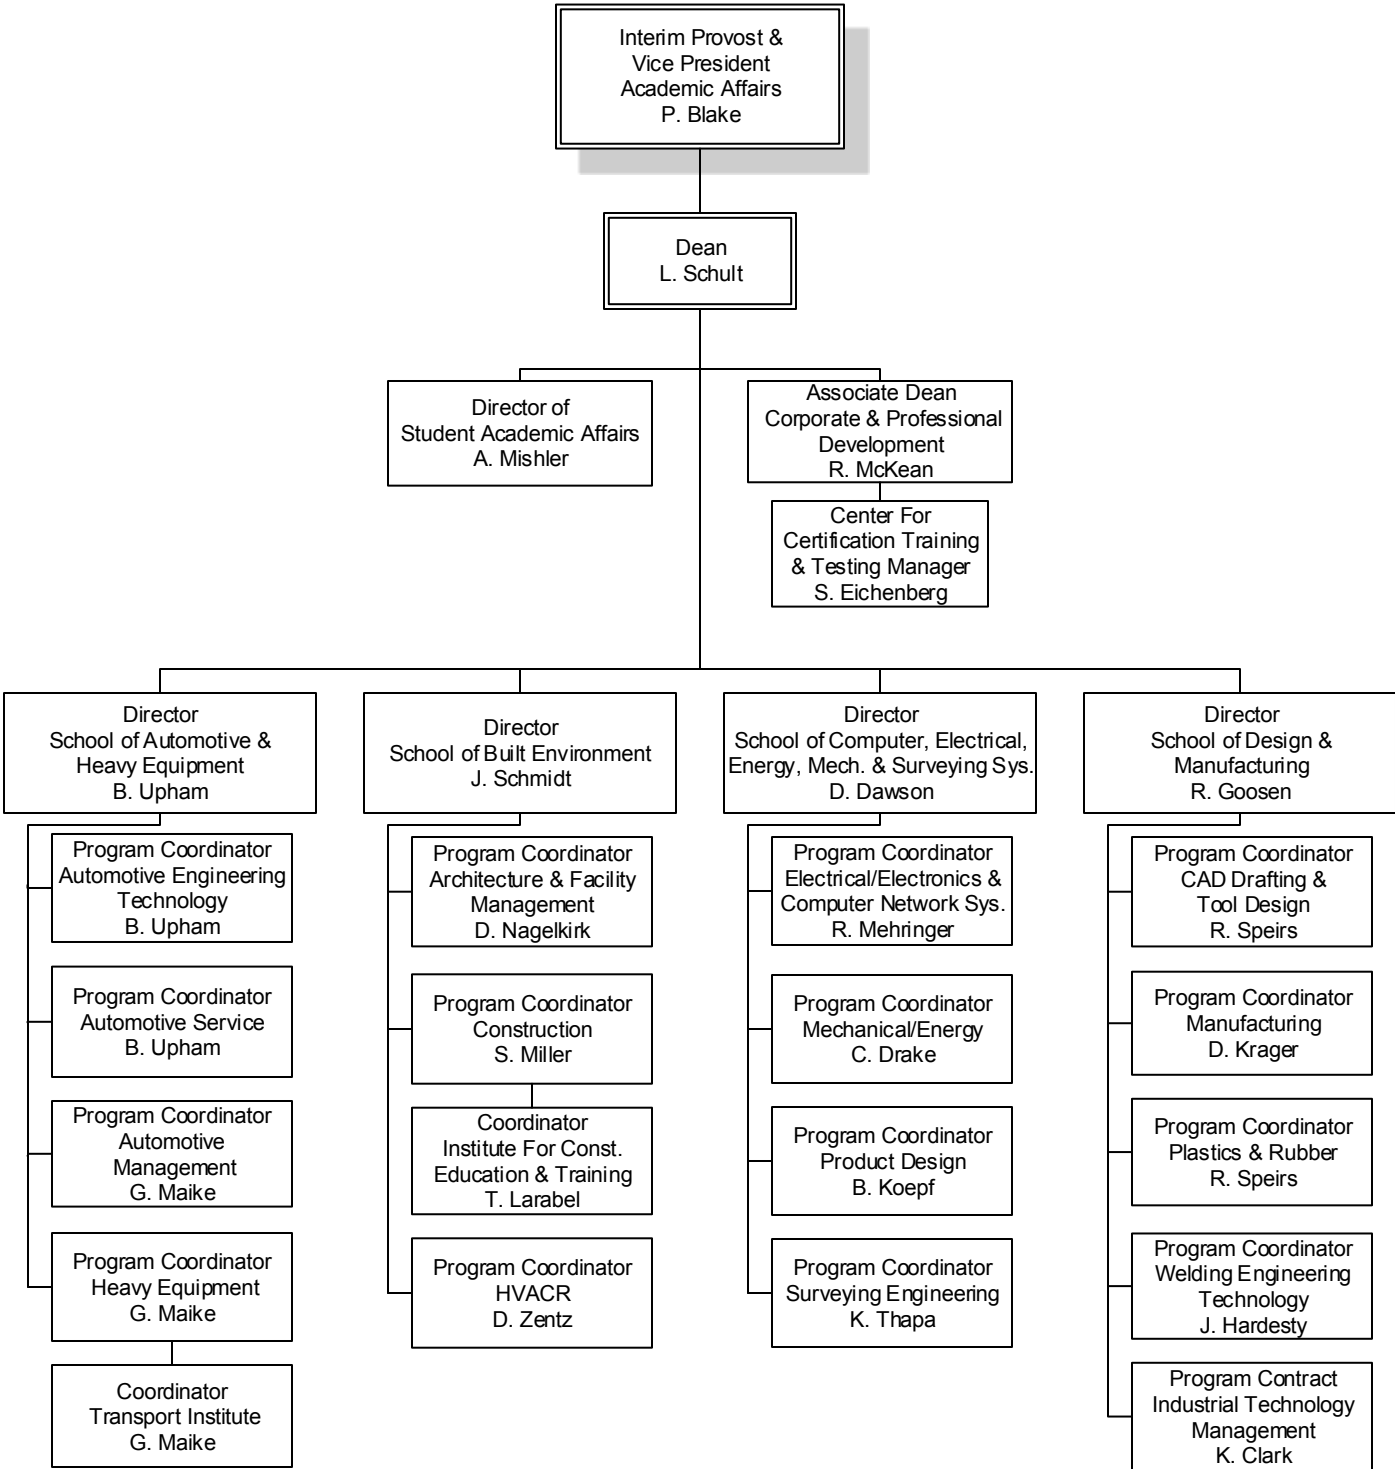 Interim Provost &
Vice President
Academic Affairs
P. Blake
Dean
L. Schult
Director of
Student Academic Affairs
A. Mishler
Associate Dean
Corporate & Professional
Development
R. McKean
Center For
Certification Training
& Testing Manager
S. Eichenberg
Director
School of Automotive &
Heavy Equipment
B. Upham
Program Coordinator
Automotive Engineering
Technology
B. Upham
Program Coordinator
Automotive Service
B. Upham
Program Coordinator
Automotive
Management
G. Maike
Program Coordinator
Heavy Equipment
G. Maike
Coordinator
Transport Institute
G. Maike
Director
School of Built Environment
J. Schmidt
Program Coordinator
Architecture & Facility
Management
D. Nagelkirk
Program Coordinator
Construction
S. Miller
Coordinator
Institute For Const.
Education & Training
T. Larabel
Program Coordinator
HVACR
D. Zentz
Director
School of Computer, Electrical,
Energy, Mech. & Surveying Sys.
D. Dawson
Program Coordinator
Electrical/Electronics &
Computer Network Sys.
R. Mehringer
Program Coordinator
Mechanical/Energy
C. Drake
Program Coordinator
Product Design
B. Koepf
Program Coordinator
Surveying Engineering
K. Thapa
Director
School of Design &
Manufacturing
R. Goosen
Program Coordinator
CAD Drafting &
Tool Design
R. Speirs
Program Coordinator
Manufacturing
D. Krager
Program Coordinator
Plastics & Rubber
R. Speirs
Program Coordinator
Welding Engineering
Technology
J. Hardesty
Program Contract
Industrial Technology
Management
K. Clark